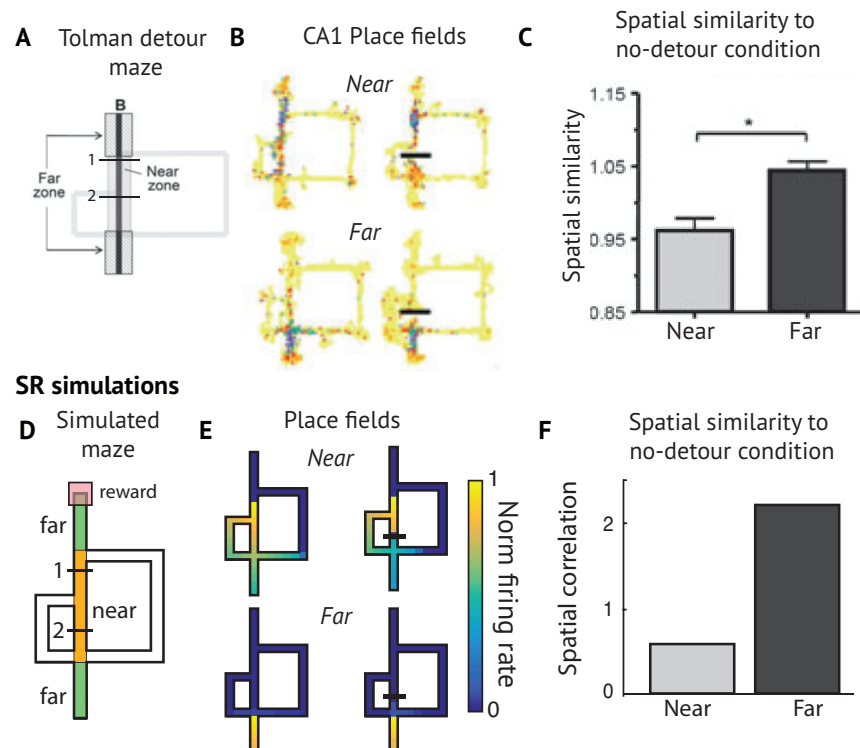 A Tolman detour
maze
B
1
Near
zone
Far
zone
2
B CA1 Place fields
Near
Far
C Spatial similarity to
no-detour condition
Spatial similarity
1.15
1.05
0.95
0.85
*
Near Far
SR simulations
D Simulated
maze
reward
far
1
near
2
far
E Place fields
Near
Far
1
Norm firing rate
0
F Spatial similarity to
no-detour condition
Spatial correlation
2
1
0
Near Far